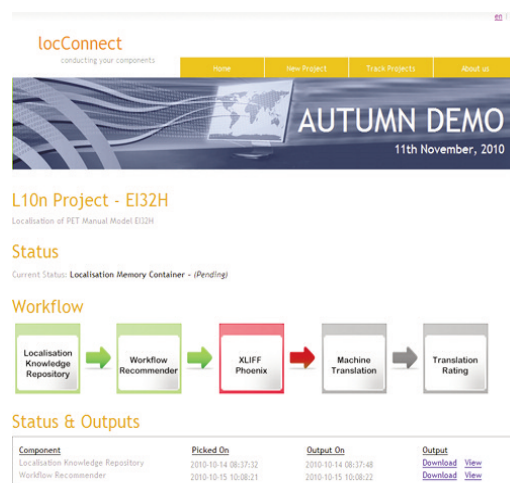 en
locConnect
conducting your components
Home New Project Track Projects About us
AUTUMN DEMO
11th November, 2010
L10n Project - EI32H
Localisation of PET Manual Model EI32H
Status
Current Status: Localisation Memory Container - (Pending)
Workflow
Localisation
Knowledge
Repository
Workflow
Recommender
XLIFF
Phoenix
Machine
Translation
Translation
Rating
Status & Outputs
Component Picked On Output On Output
Localisation Knowledge Repository 2010-10-14 08:37:32 2010-10-14 08:37:48 Download View
Workflow Recommender 2010-10-15 10:08:21 2010-10-15 10:08:22 Download View